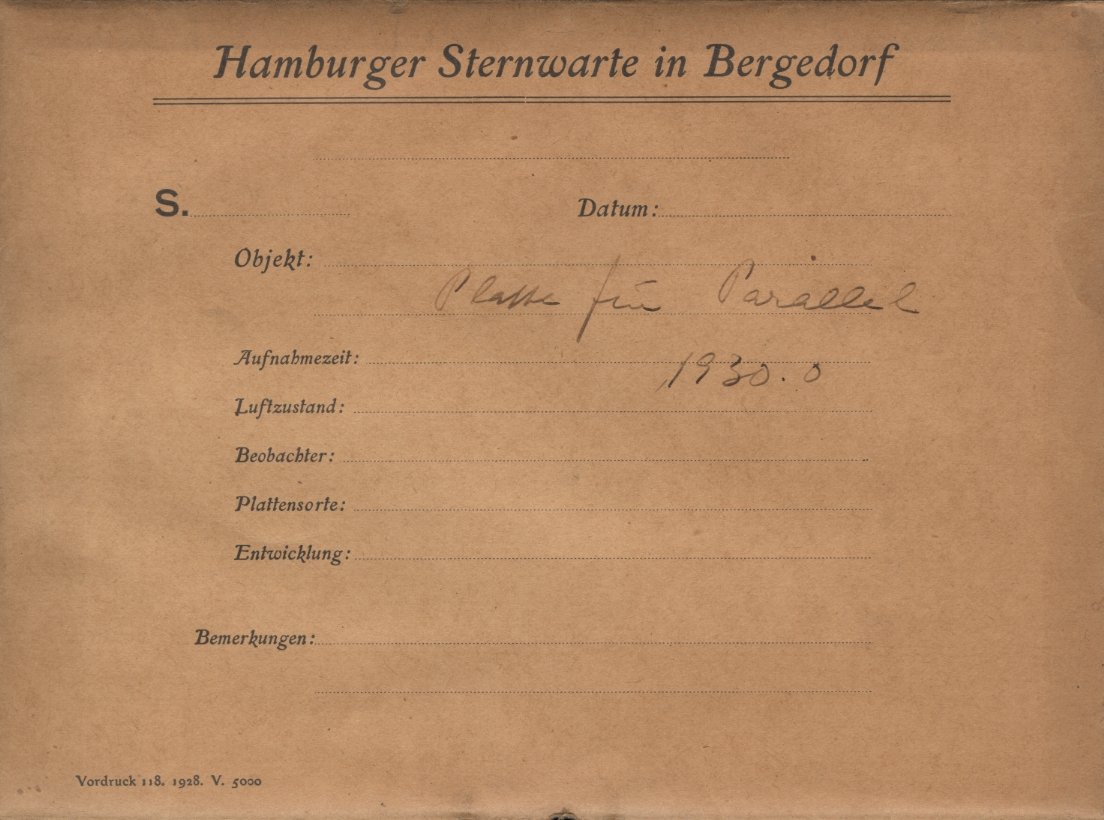 Hamburger Sternwarte in Bergedorf
S.
Datum:
Objekt:
Platte für Parallel
Aufnahmezeit:
1930.0
Luftzustand:
Beobachter:
Plattensorte:
Entwicklung:
Bemerkungen:
Vordruck 118. 1928. V. 5000